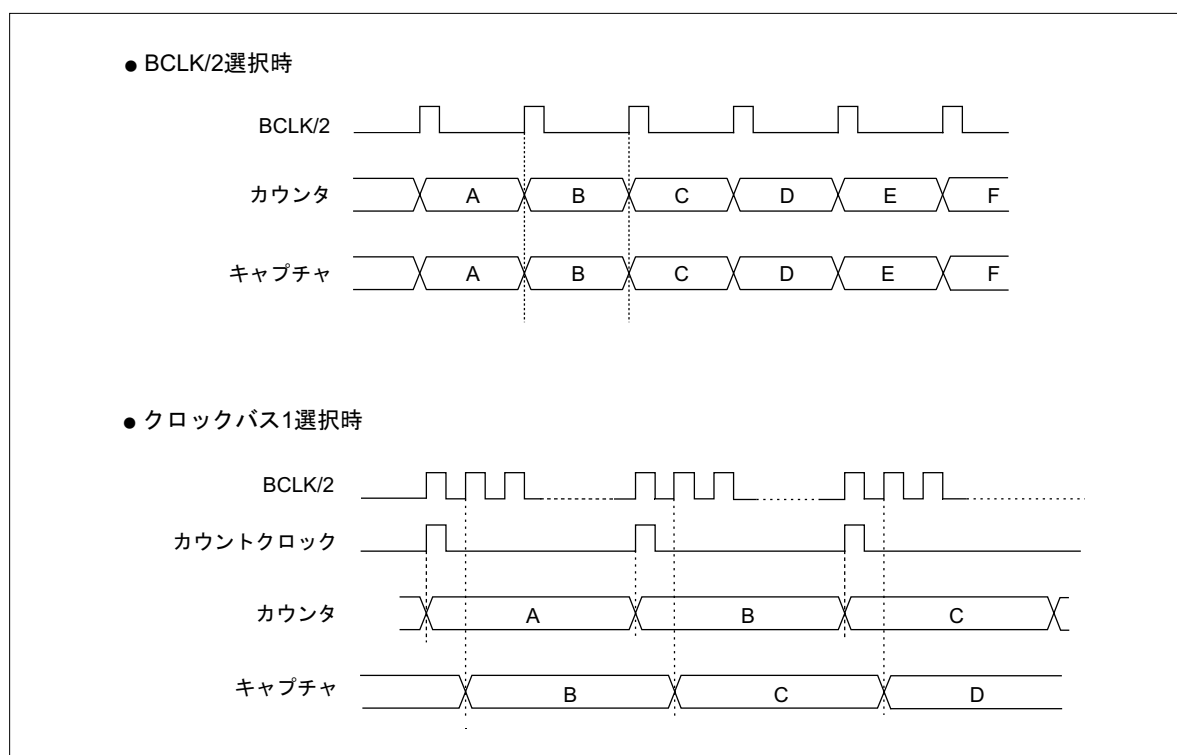 ● BCLK/2選択時
BCLK/2
カウンタ A B C D E F
キャプチャ A B C D E F
● クロックバス1選択時
BCLK/2
カウントクロック
カウンタ A B C
キャプチャ B C D